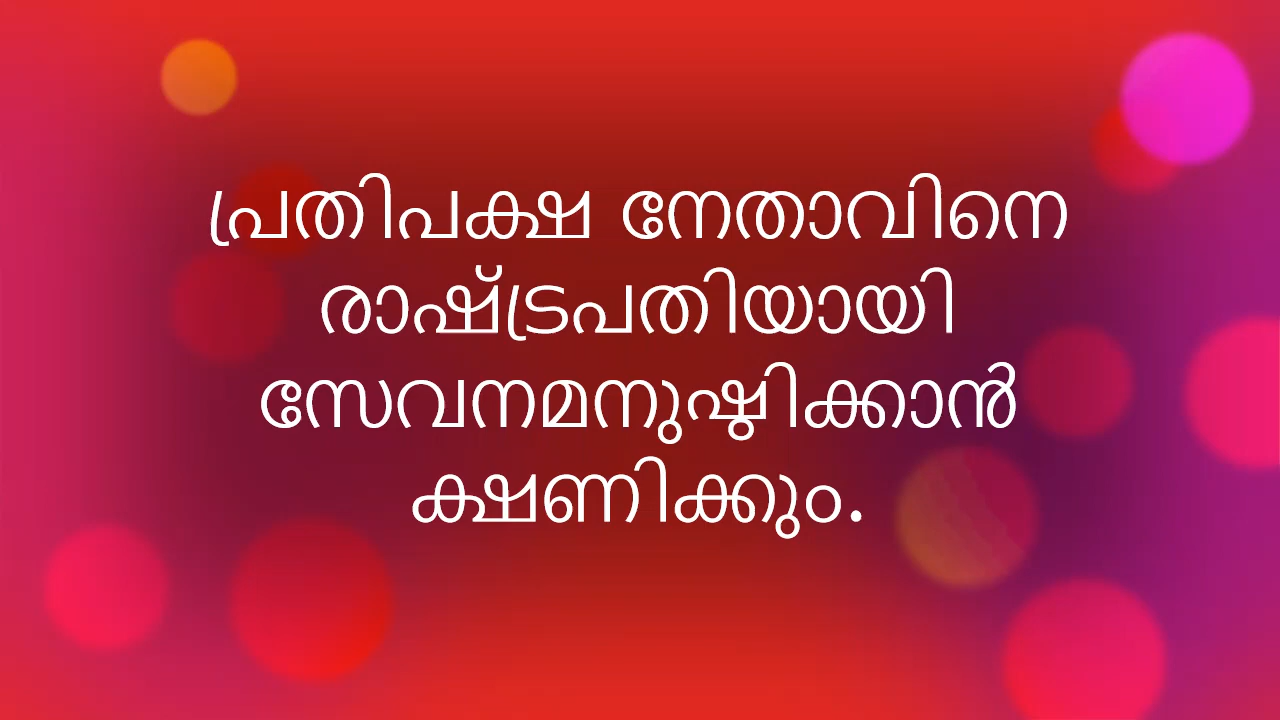 പ്രതിപക്ഷ നേതാവിനെ
രാഷ്ട്രപതിയായി
സേവനമനുഷ്ഠിക്കാൻ
ക്ഷണിക്കും.